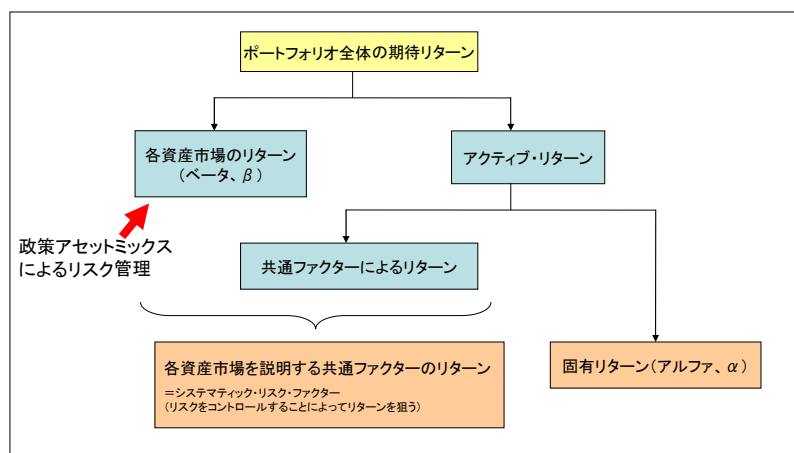 ポートフォリオ全体の期待リターン
各資産市場のリターン
(ベータ、β)
アクティブ・リターン
政策アセットミックス
によるリスク管理
共通ファクターによるリターン
各資産市場を説明する共通ファクターのリターン
=システマティック・リスク・ファクター
(リスクをコントロールすることによってリターンを狙う)
固有リターン(アルファ、α)